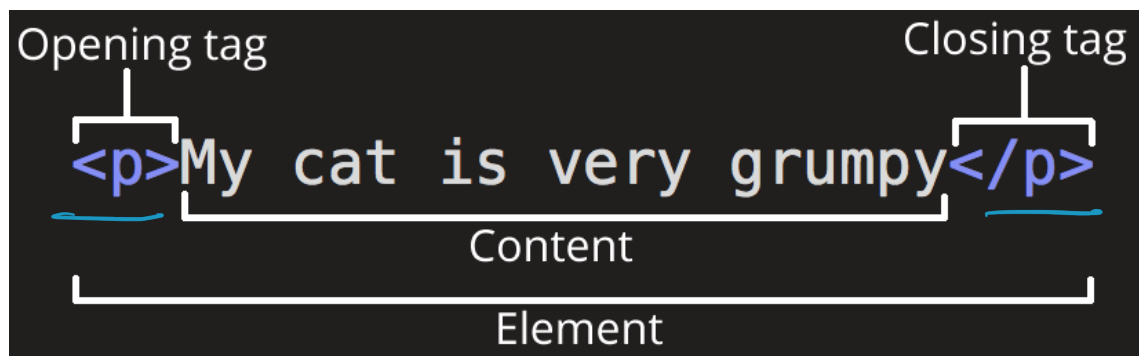 Opening tag
Closing tag
<p>My cat is very grumpy</p>
Content
Element